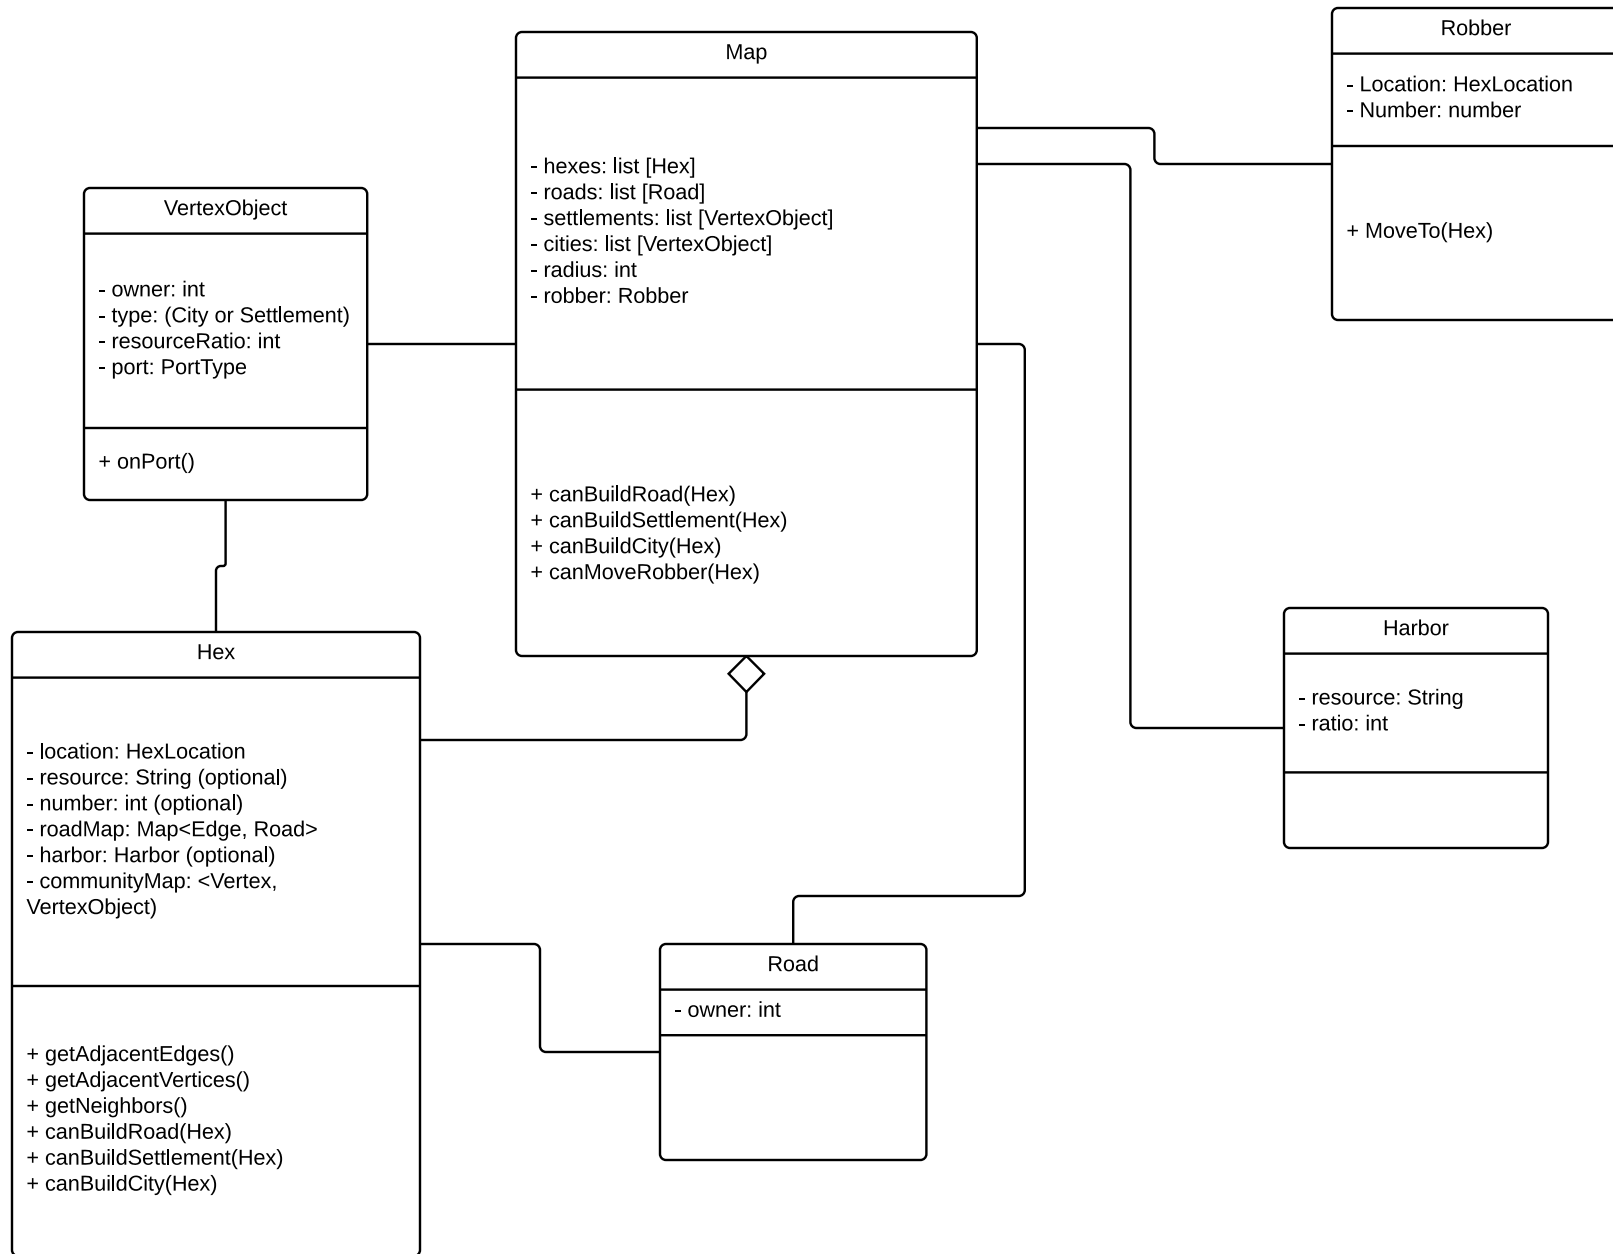 Robber
- Location: HexLocation
- Number: number
+ MoveTo(Hex)
Map
- hexes: list [Hex]
- roads: list [Road]
- settlements: list [VertexObject]
- cities: list [VertexObject]
- radius: int
- robber: Robber
+ canBuildRoad(Hex)
+ canBuildSettlement(Hex)
+ canBuildCity(Hex)
+ canMoveRobber(Hex)
VertexObject
- owner: int
- type: (City or Settlement)
- resourceRatio: int
- port: PortType
+ onPort()
Harbor
- resource: String
- ratio: int
Hex
- location: HexLocation
- resource: String (optional)
- number: int (optional)
- roadMap: Map<Edge, Road>
- harbor: Harbor (optional)
- communityMap: <Vertex,
VertexObject)
+ getAdjacentEdges()
+ getAdjacentVertices()
+ getNeighbors()
+ canBuildRoad(Hex)
+ canBuildSettlement(Hex)
+ canBuildCity(Hex)
Road
- owner: int